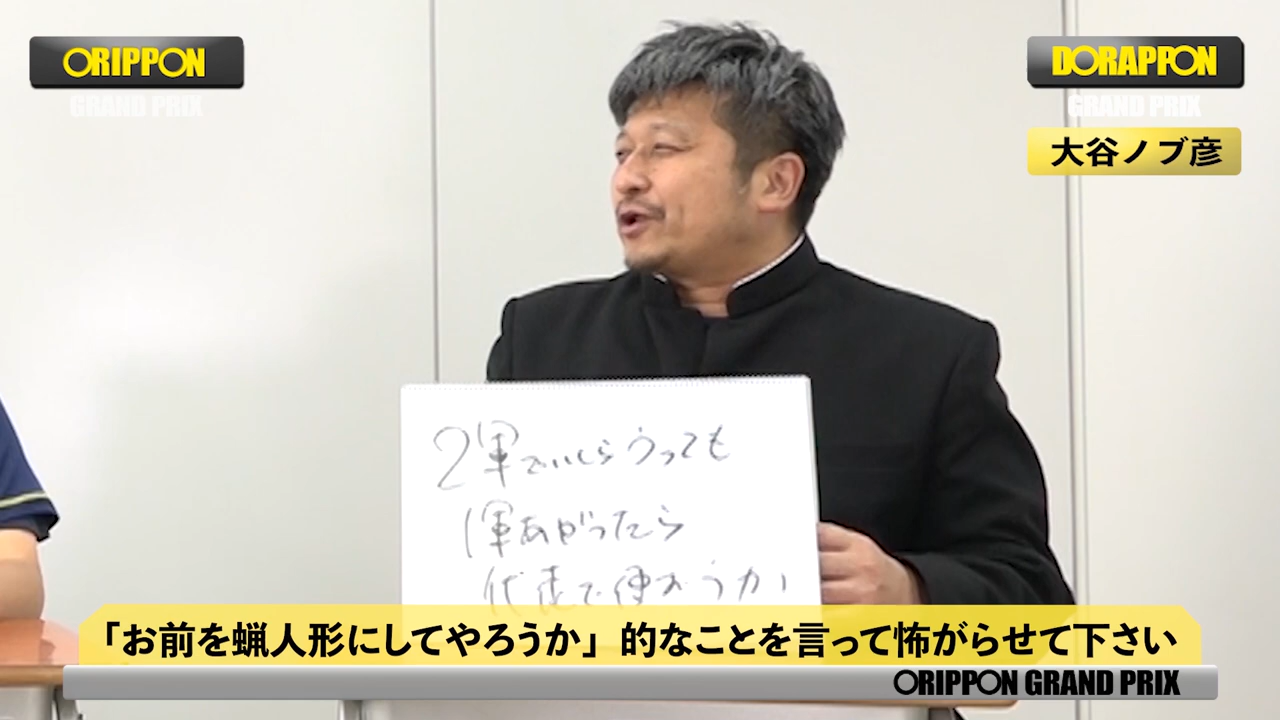 ORIPPON
GRAND PRIX
DORAPPON
GRAND PRIX
大谷ノブ彦
2軍でいくらうっても
1軍あがったら
代走で使おうか
「お前を蝋人形にしてやろうか」的なことを言って怖がらせて下さい
ORIPPON GRAND PRIX